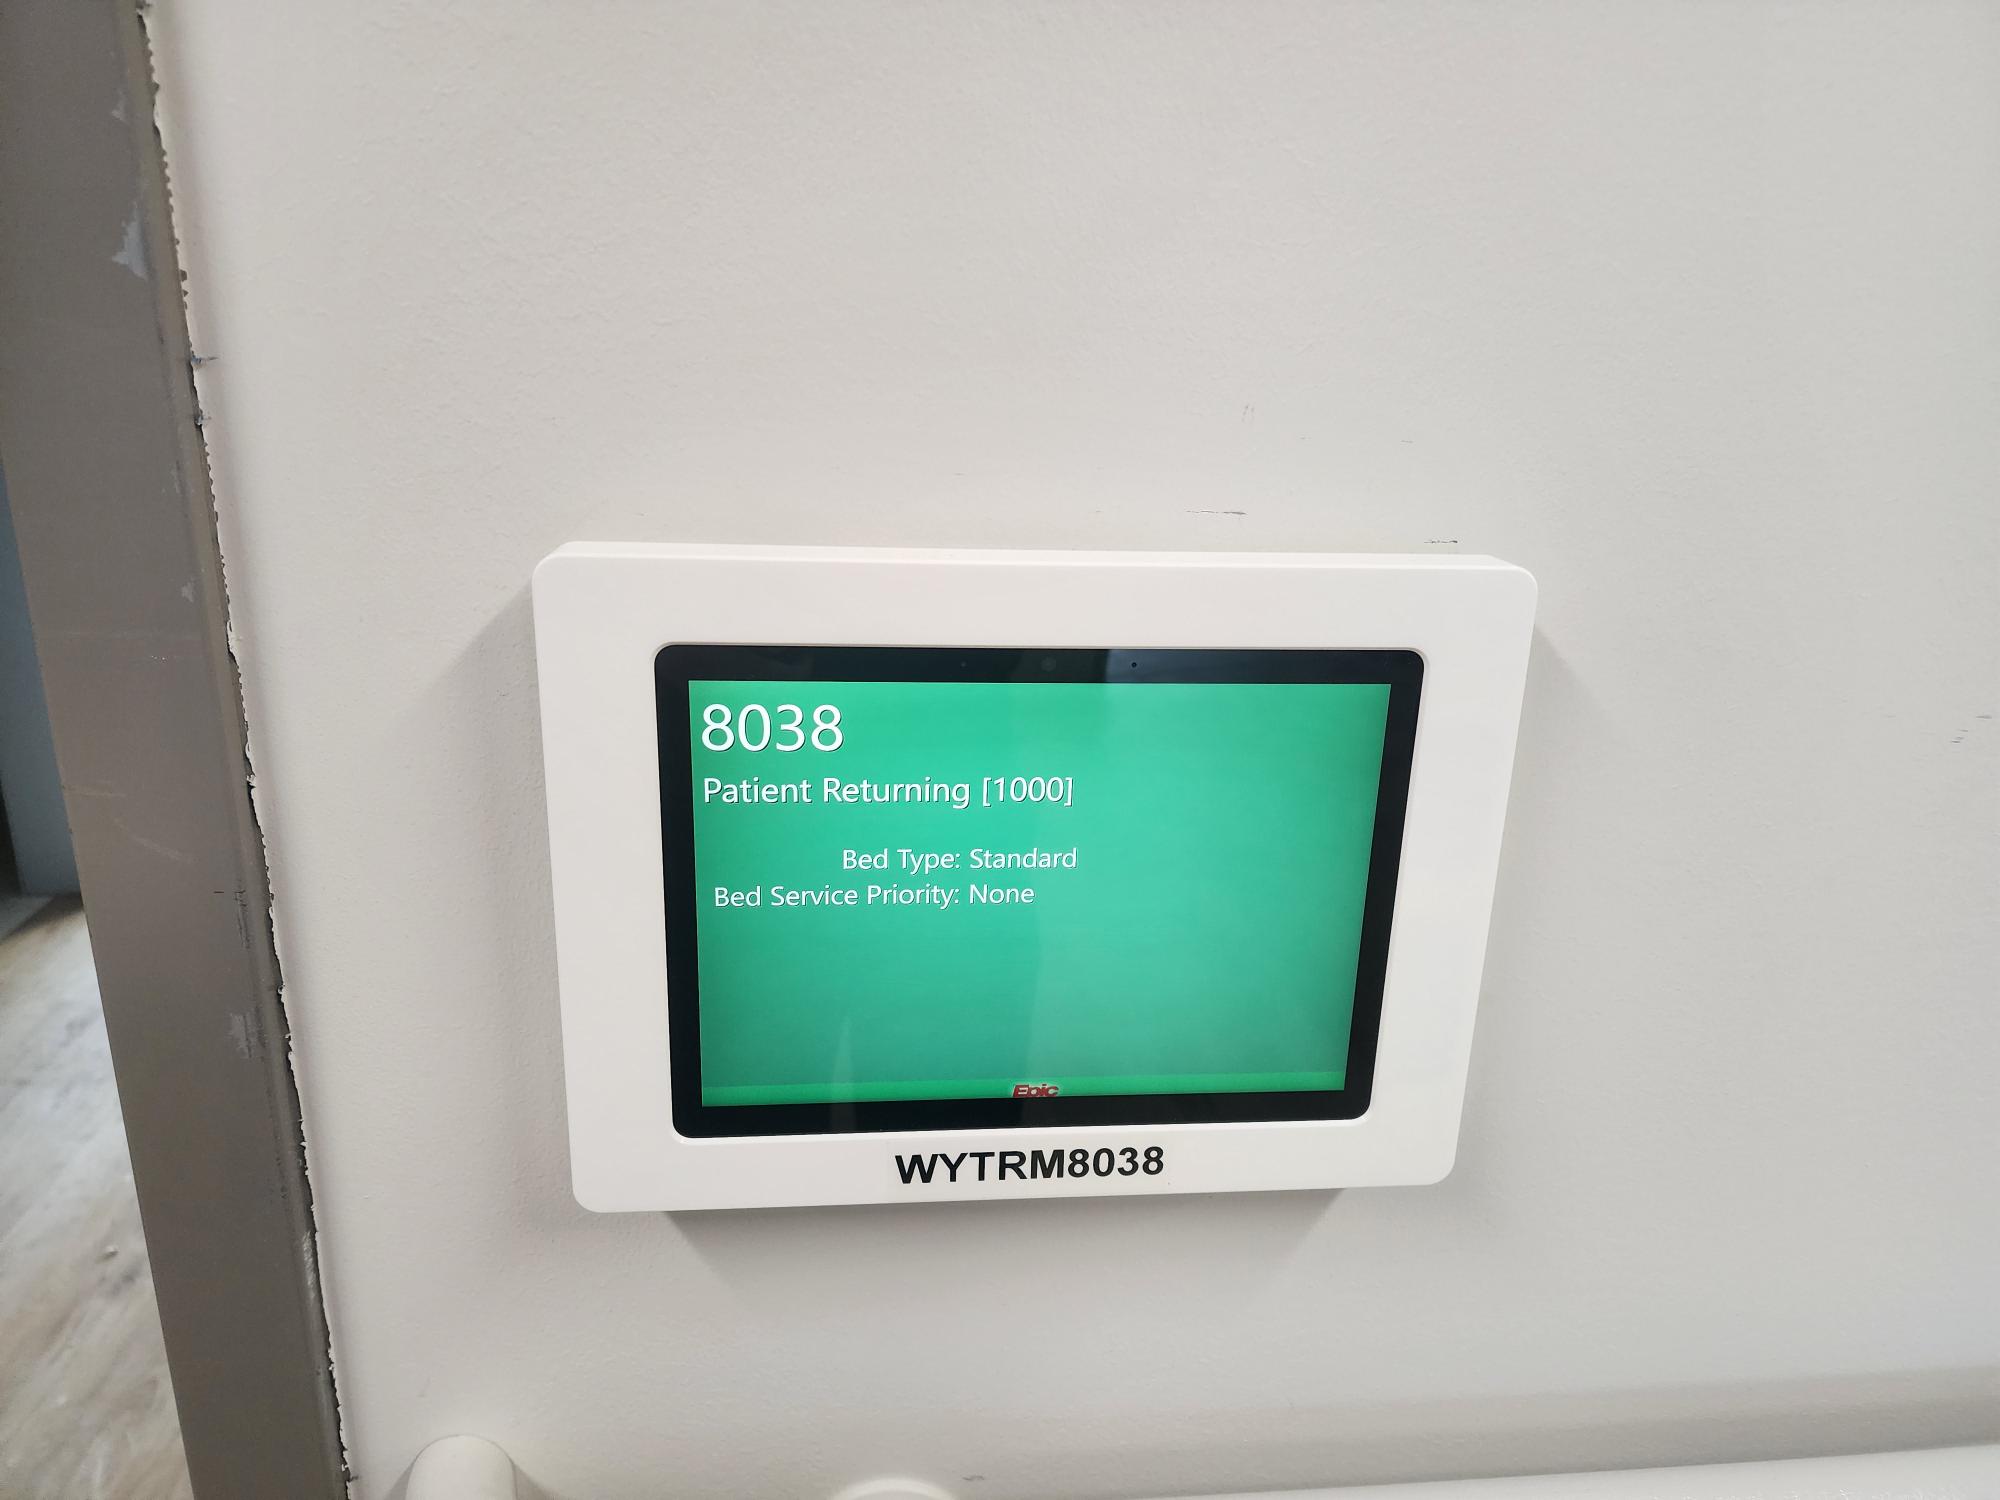 8038
Patient Returning [1000]
Bed Type: Standard
Bed Service Priority: None
Epic
WYTRM8038